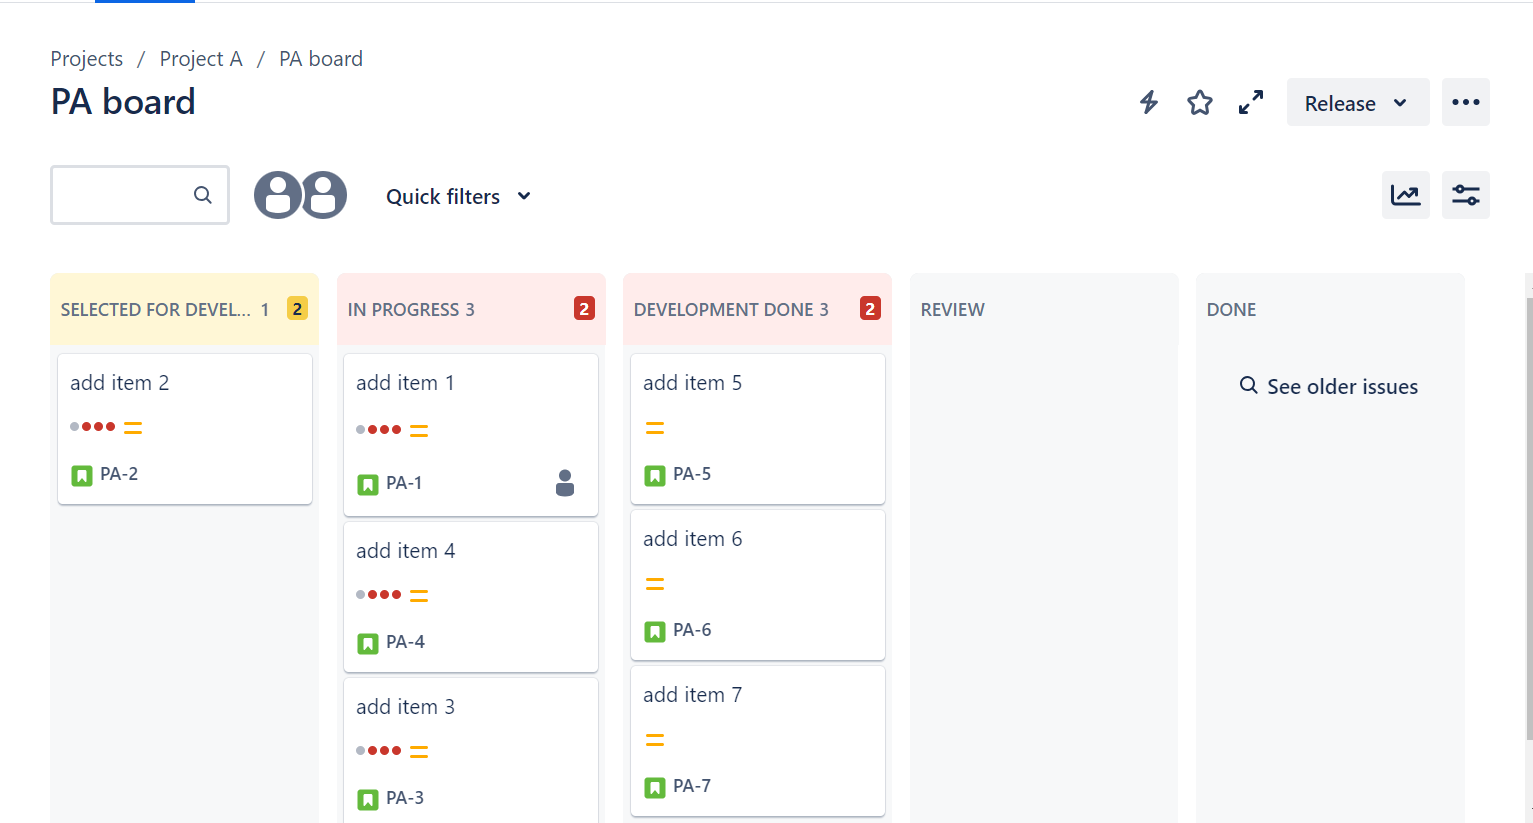 Projects / Project A / PA board
PA board
Release
Quick filters
SELECTED FOR DEVEL... 1 2
add item 2
PA-2
IN PROGRESS 3 2
add item 1
PA-1
add item 4
PA-4
add item 3
PA-3
DEVELOPMENT DONE 3 2
add item 5
PA-5
add item 6
PA-6
add item 7
PA-7
REVIEW
DONE
See older issues